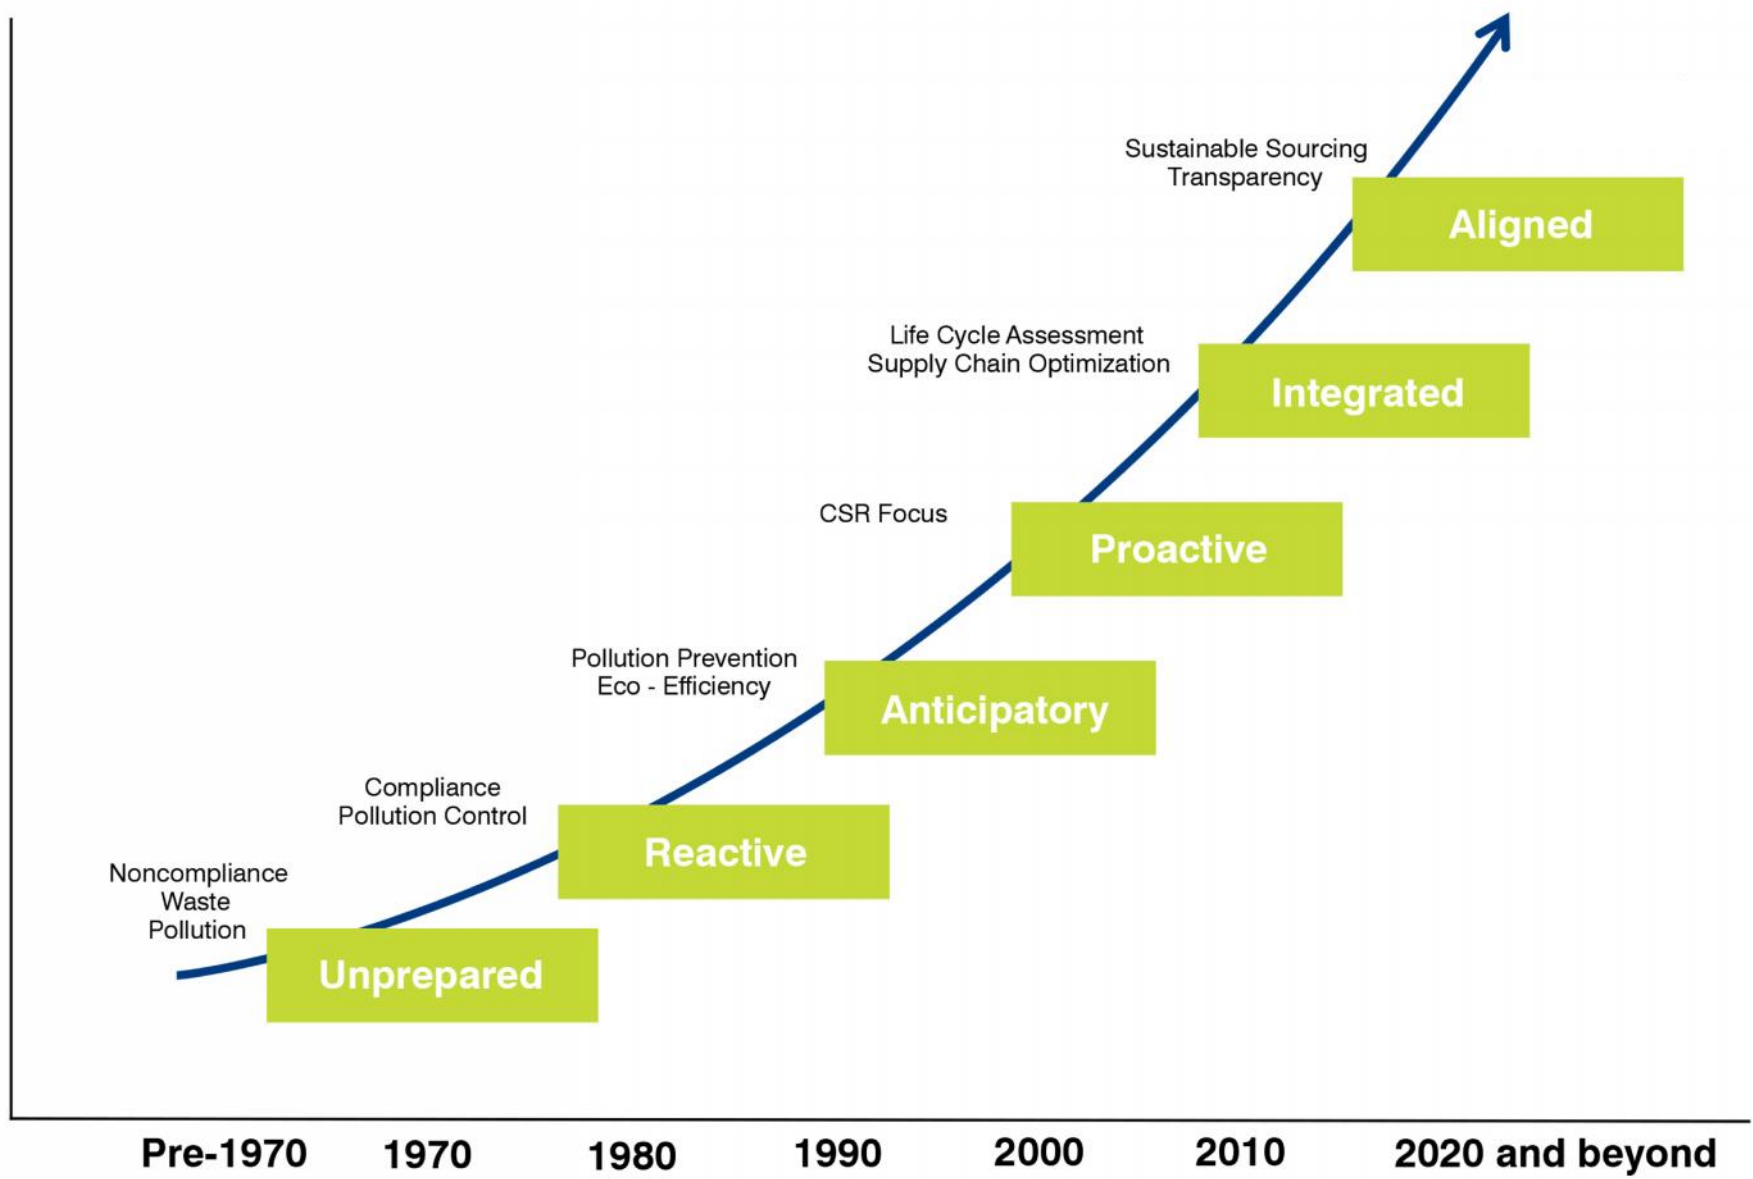 Sustainable Sourcing
Transparency
Aligned
Life Cycle Assessment
Supply Chain Optimization
Integrated
CSR Focus
Proactive
Pollution Prevention
Eco - Efficiency
Anticipatory
Compliance
Pollution Control
Reactive
Noncompliance
Waste
Pollution
Unprepared
Pre-1970
1970
1980
1990
2000
2010
2020 and beyond